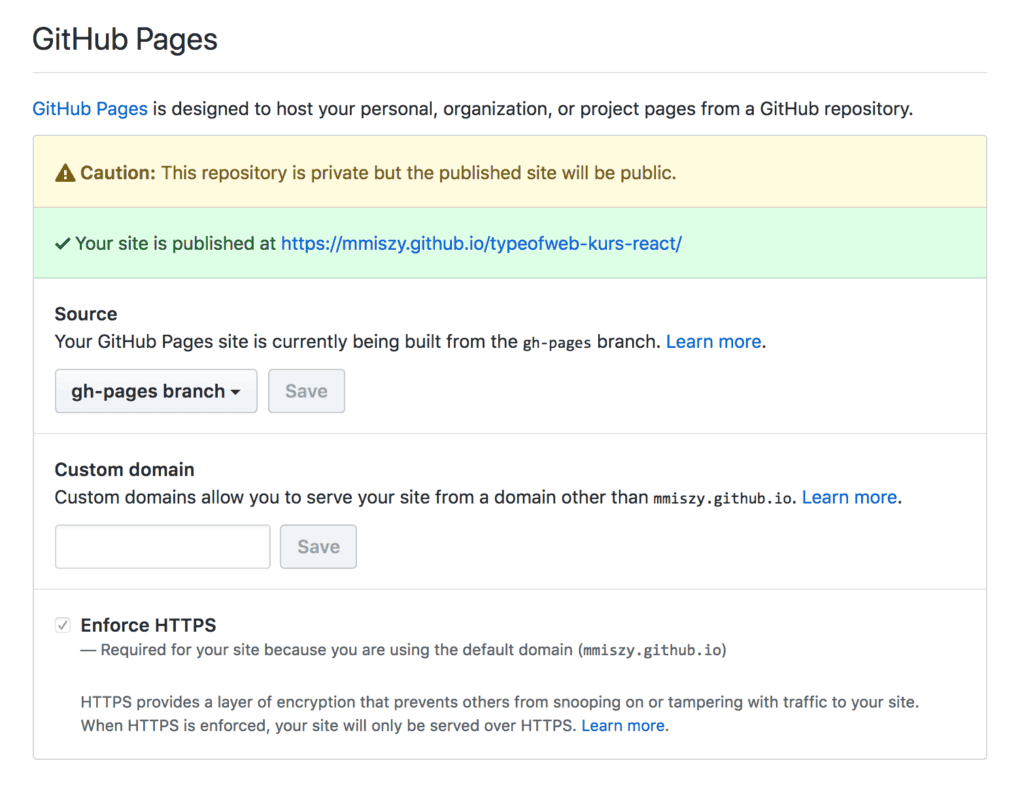 GitHub Pages
GitHub Pages is designed to host your personal, organization, or project pages from a GitHub repository.
Caution: This repository is private but the published site will be public.
Your site is published at https://mmiszy.github.io/typeofweb-kurs-react/
Source
Your GitHub Pages site is currently being built from the gh-pages branch. Learn more.
gh-pages branch Save
Custom domain
Custom domains allow you to serve your site from a domain other than mmiszy.github.io. Learn more.
Save
Enforce HTTPS
— Required for your site because you are using the default domain (mmiszy.github.io)
HTTPS provides a layer of encryption that prevents others from snooping on or tampering with traffic to your site.
When HTTPS is enforced, your site will only be served over HTTPS. Learn more.